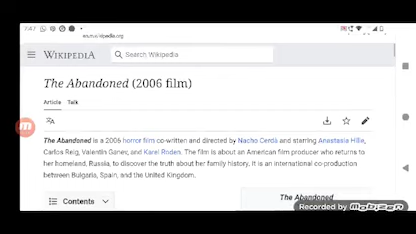 7:47
en.m.wikipedia.org
WIKIPEDIA
Search Wikipedia
The Abandoned (2006 film)
Article Talk
The Abandoned is a 2006 horror film co-written and directed by Nacho Cerdà and starring Anastasia Hille,
Carlos Reig, Valentin Ganev, and Karel Roden. The film is about an American film producer who returns to
her homeland, Russia, to discover the truth about her family history. It is an international co-production
between Bulgaria, Spain, and the United Kingdom.
Contents
The Abandoned
Recorded by Mobizen